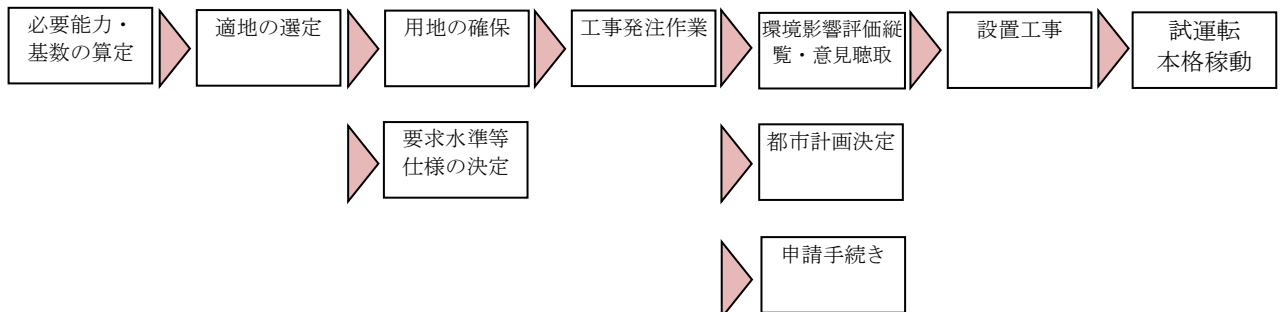 必要能力・
基数の算定
適地の選定
用地の確保
工事発注作業
環境影響評価縦
覧・意見聴取
設置工事
試運転
本格稼動
要求水準等
仕様の決定
都市計画決定
申請手続き